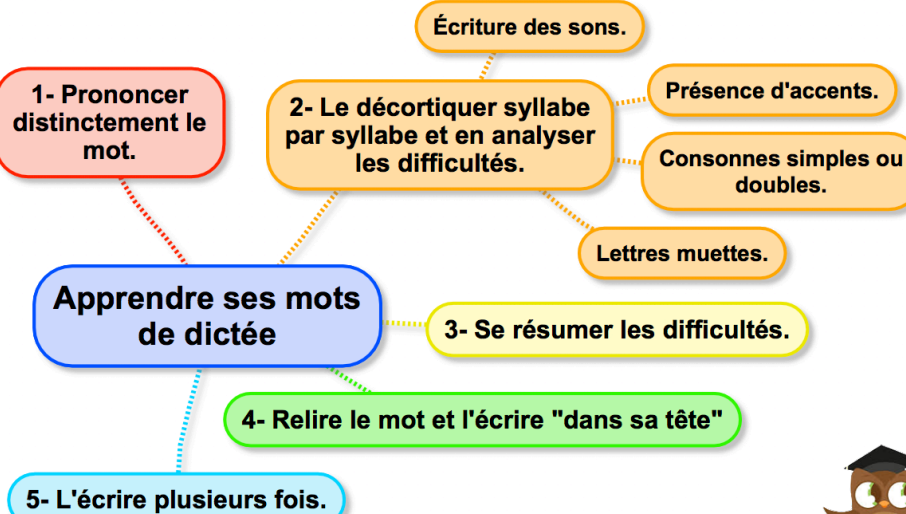 Écriture des sons.
1- Prononcer
distinctement le
mot.
2- Le décortiquer syllabe
par syllabe et en analyser
les difficultés.
Présence d'accents.
Consonnes simples ou
doubles.
Lettres muettes.
Apprendre ses mots
de dictée
3- Se résumer les difficultés.
4- Relire le mot et l'écrire "dans sa tête"
5- L'écrire plusieurs fois.